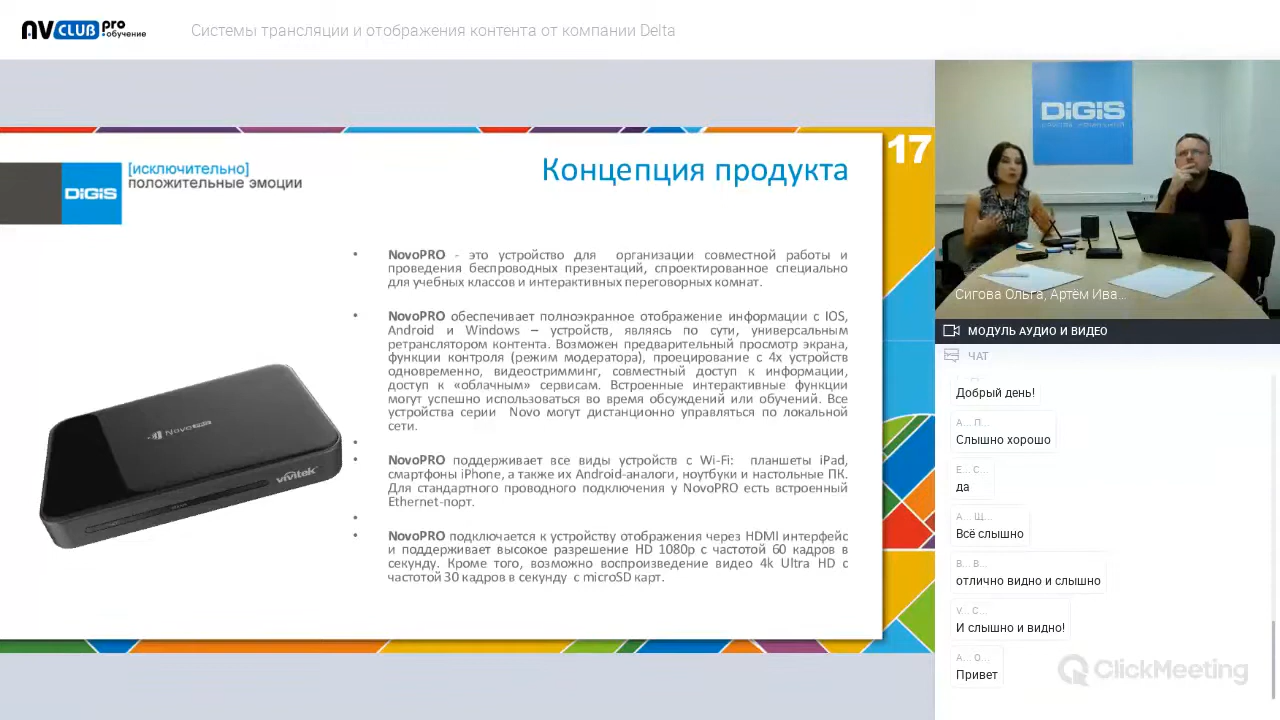 AVCLUB pro
•обучение
Системы трансляции и отображения контента от компании Delta
17
DIGIS
[исключительно]
положительные эмоции
Концепция продукта
• NovoPRO - это устройство для организации совместной работы и
проведения беспроводных презентаций, спроектированное специально
для учебных классов и интерактивных переговорных комнат.
• NovoPRO обеспечивает полноэкранное отображение информации с IOS,
Android и Windows – устройств, являясь по сути, универсальным
ретранслятором контента. Возможен предварительный просмотр экрана,
функции контроля (режим модератора), проецирование с 4х устройств
одновременно, видеостримминг, совместный доступ к информации,
доступ к «облачным» сервисам. Встроенные интерактивные функции
могут успешно использоваться во время обсуждений или обучений. Все
устройства серии Novo могут дистанционно управляться по локальной
сети.
•
• NovoPRO поддерживает все виды устройств с Wi-Fi: планшеты iPad,
смартфоны iPhone, а также их Android-аналоги, ноутбуки и настольные ПК.
Для стандартного проводного подключения у NovoPRO есть встроенный
Ethernet-порт.
•
• NovoPRO подключается к устройству отображения через HDMI интерфейс
и поддерживает высокое разрешение HD 1080p с частотой 60 кадров в
секунду. Кроме того, возможно воспроизведение видео 4k Ultra HD с
частотой 30 кадров в секунду с microSD карт.
vivitek
DIGIS
Сигова Ольга, Артём Ива...
МОДУЛЬ АУДИО И ВИДЕО
ЧАТ
Добрый день!
А... Л...
Слышно хорошо
Е... С...
да
А... Щ...
Всё слышно
В... В...
отлично видно и слышно
V... С...
И слышно и видно!
А... О...
Привет
ClickMeeting